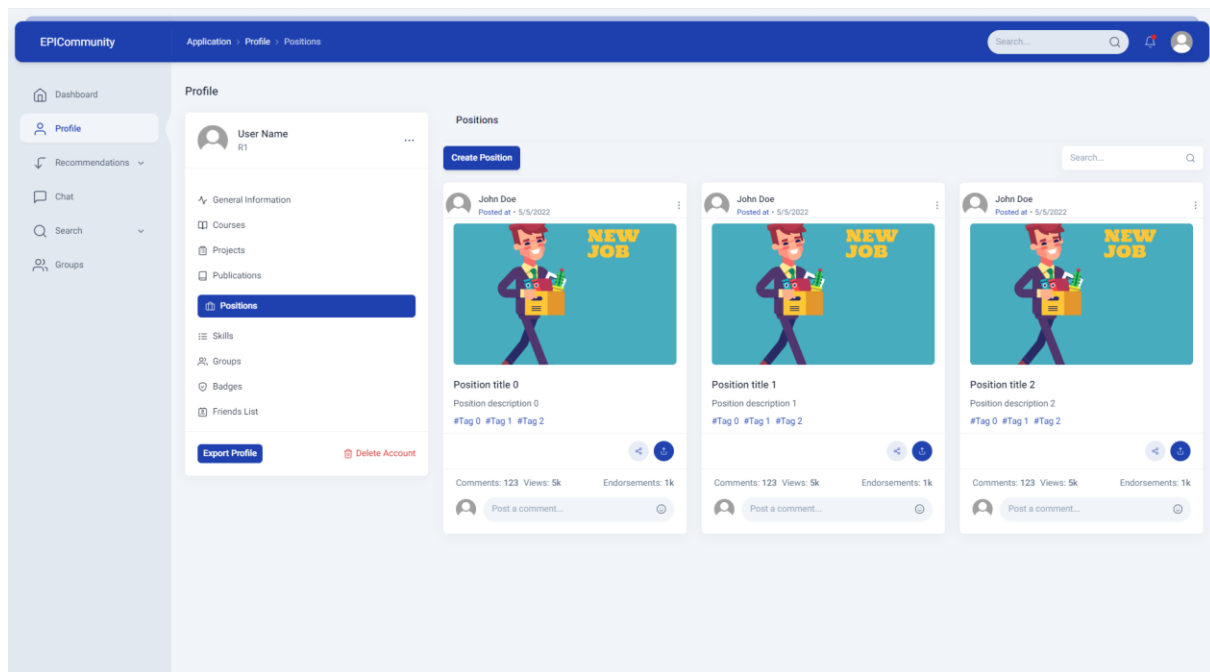 EPICommunity
Application > Profile > Positions
Search...
Dashboard
Profile
Recommendations
Chat
Search
Groups
Profile
User Name
R1
General Information
Courses
Projects
Publications
Positions
Skills
Groups
Badges
Friends List
Export Profile
Delete Account
Positions
Create Position
Search...
John Doe
Posted at • 5/5/2022
NEW
JOB
Position title 0
Position description 0
#Tag 0 #Tag 1 #Tag 2
Comments: 123 Views: 5k Endorsements: 1k
Post a comment...
John Doe
Posted at • 5/5/2022
NEW
JOB
Position title 1
Position description 1
#Tag 0 #Tag 1 #Tag 2
Comments: 123 Views: 5k Endorsements: 1k
Post a comment...
John Doe
Posted at • 5/5/2022
NEW
JOB
Position title 2
Position description 2
#Tag 0 #Tag 1 #Tag 2
Comments: 123 Views: 5k Endorsements: 1k
Post a comment...